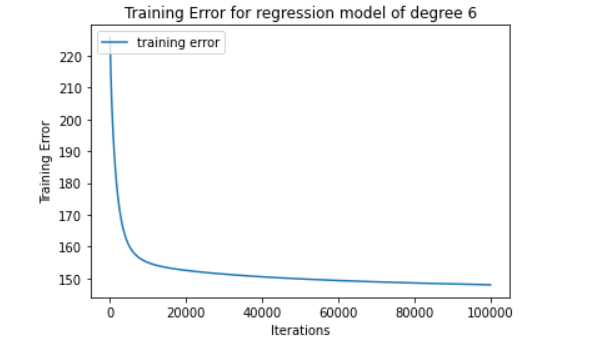 Training Error for regression model of degree 6
training error
220
210
200
190
180
170
160
150
Training Error
0 20000 40000 60000 80000 100000
Iterations